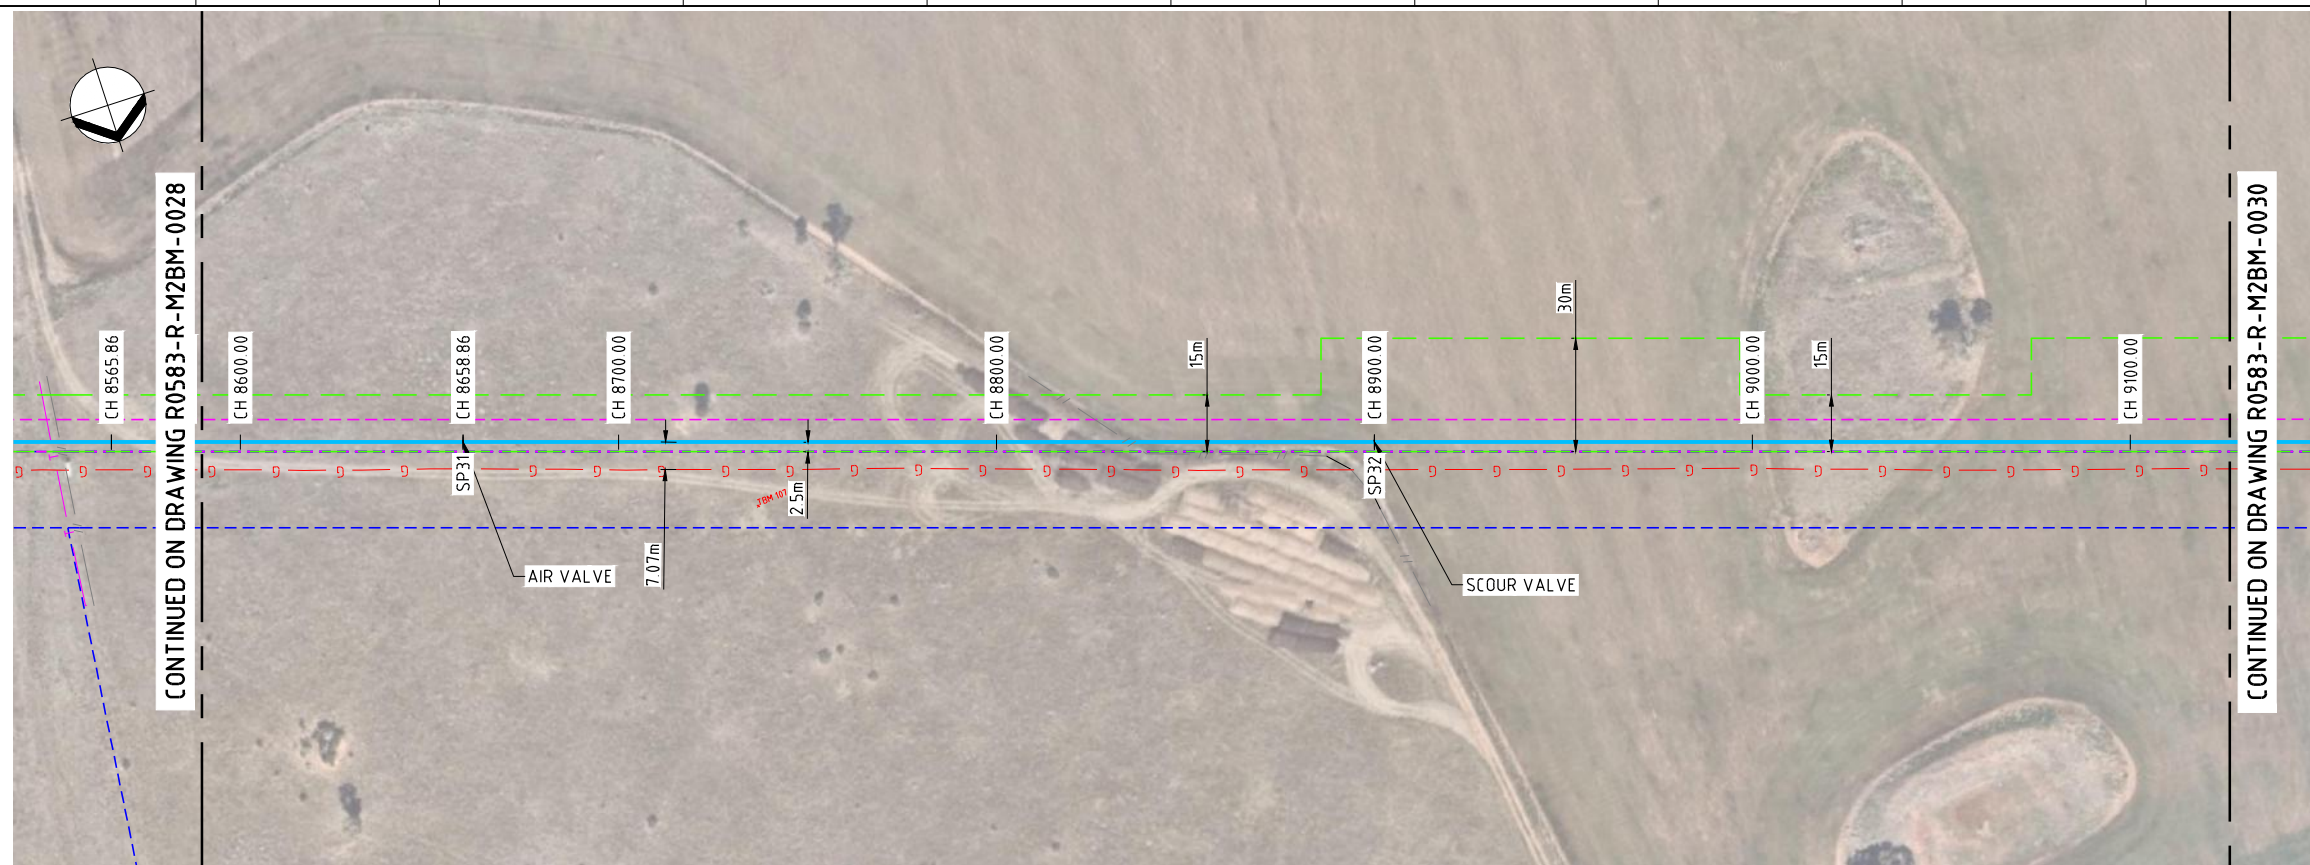 CONTINUED ON DRAWING R0583-R-M2BM-0028
CH 8565.86
CH 8600.00
CH 8658.86
CH 8700.00
CH 8800.00
15m
CH 8900.00
30m
CH 9000.00
15m
CH 9100.00
CONTINUED ON DRAWING R0583-R-M2BM-0030
G G G G G G G G G G G G G G G G G G G G G G G G G G G G G G G G G G
SP31
TBM 107
2.5m
SP32
7.07m
AIR VALVE
SCOUR VALVE